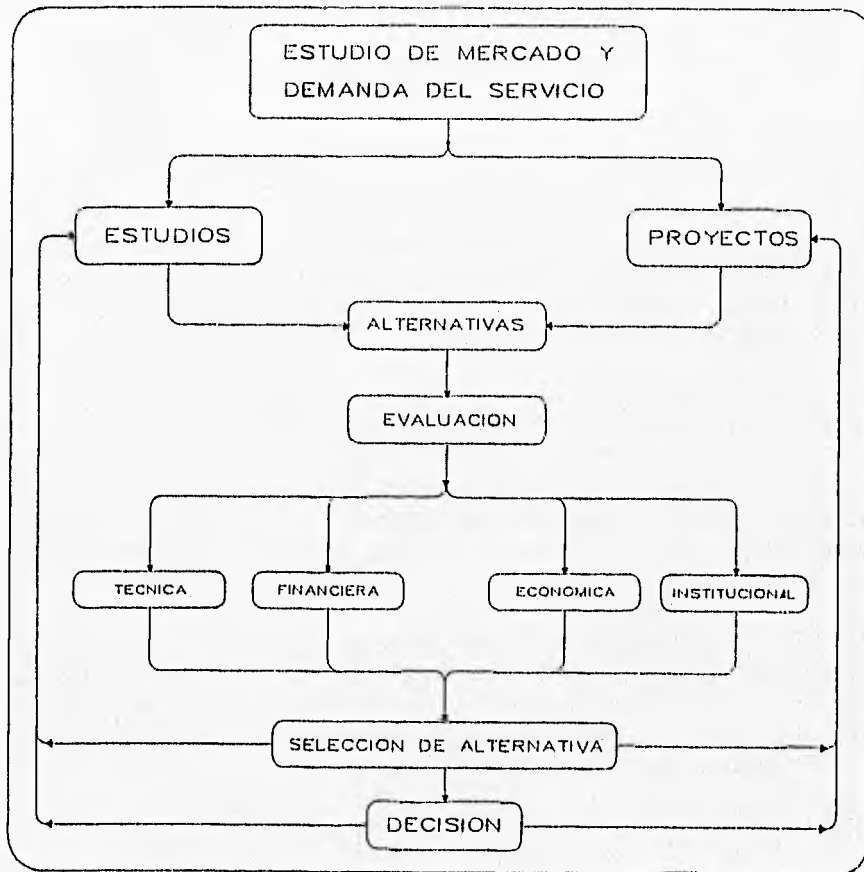 ESTUDIO DE MERCADO Y
DEMANDA DEL SERVICIO
ESTUDIOS
PROYECTOS
ALTERNATIVAS
EVALUACION
TECNICA
FINANCIERA
ECONOMICA
INSTITUCIONAL
SELECCION DE ALTERNATIVA
DECISION